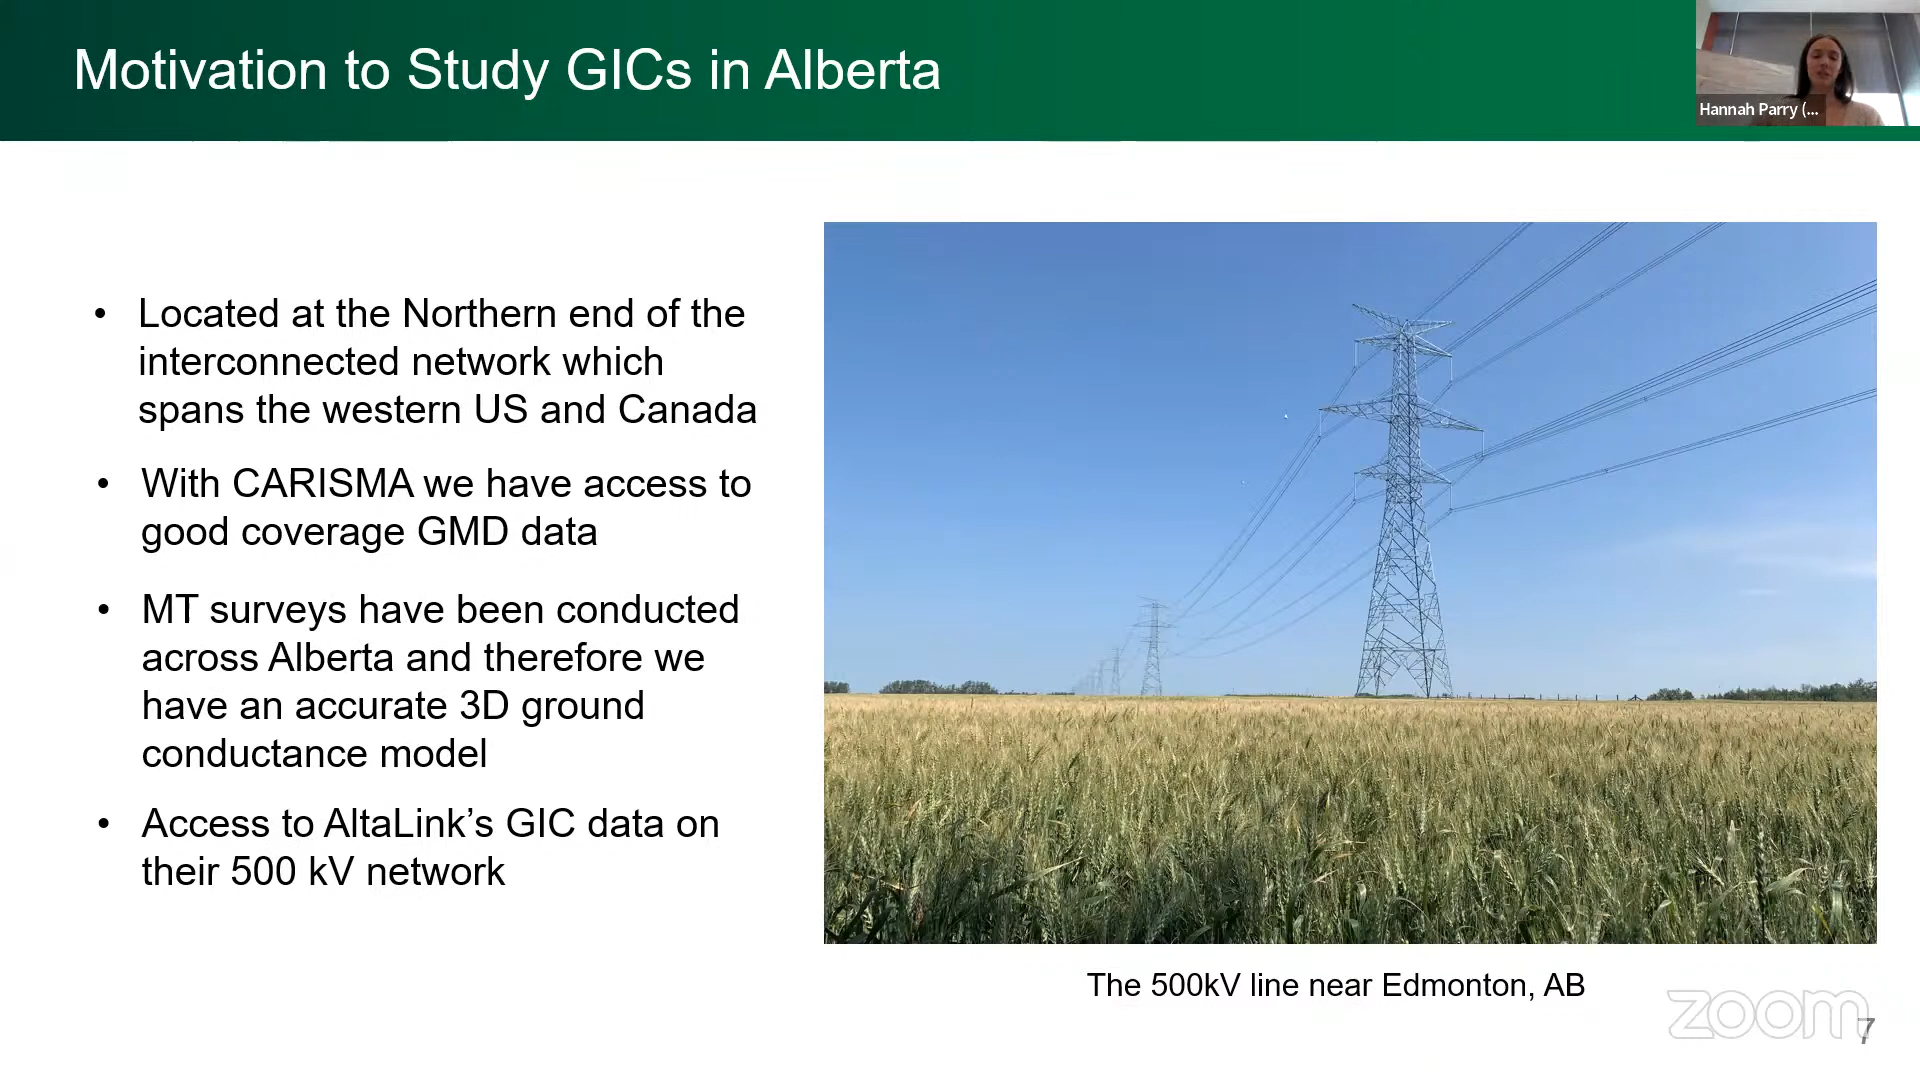 Motivation to Study GICs in Alberta
Hannah Parry (...
• Located at the Northern end of the
interconnected network which
spans the western US and Canada
• With CARISMA we have access to
good coverage GMD data
• MT surveys have been conducted
across Alberta and therefore we
have an accurate 3D ground
conductance model
• Access to AltaLink’s GIC data on
their 500 kV network
The 500kV line near Edmonton, AB
zoom
7